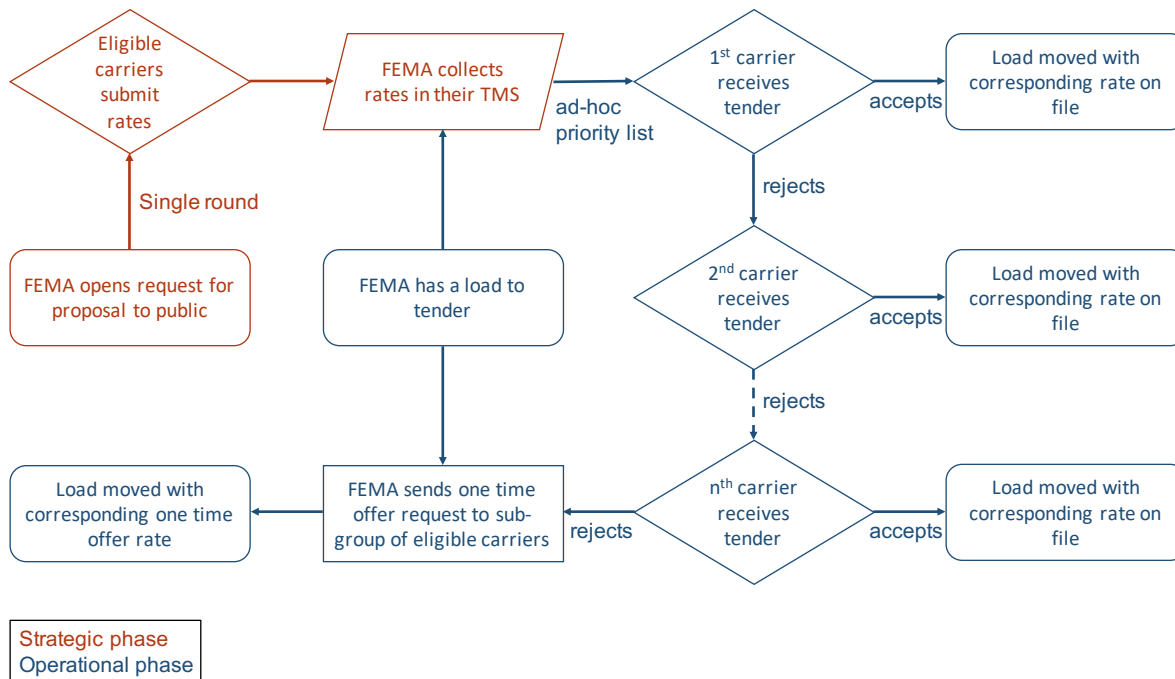 Eligible
carriers
submit
rates
FEMA collects
rates in their TMS
ad-hoc
priority list
1st carrier
receives
tender
accepts
Load moved with
corresponding rate on
file
Single round
rejects
FEMA opens request for
proposal to public
FEMA has a load to
tender
2nd carrier
receives
tender
accepts
Load moved with
corresponding rate on
file
rejects
Load moved with
corresponding one time
offer rate
FEMA sends one time
offer request to sub-
group of eligible carriers
rejects
nth carrier
receives
tender
accepts
Load moved with
corresponding rate on
file
Strategic phase
Operational phase